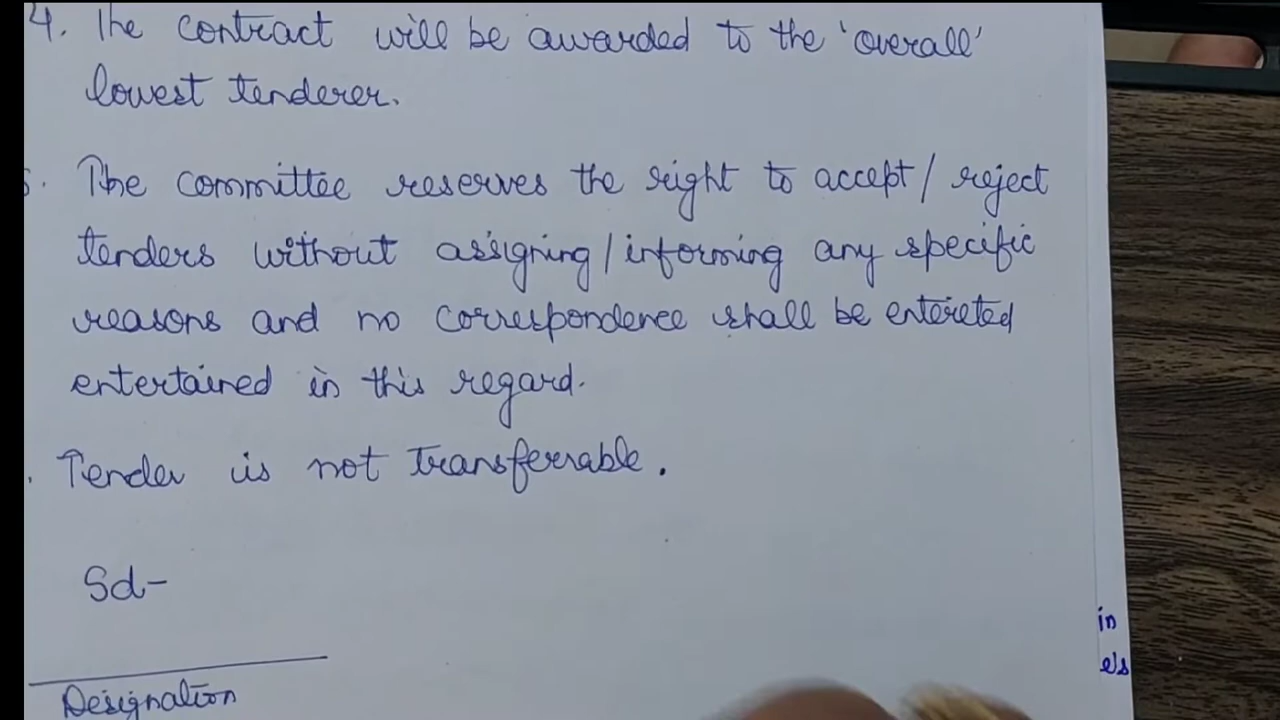 4. The contract will be awarded to the 'overall'
lowest tenderer.
5. The committee reserves the right to accept/ reject
tenders without assigning/informing any specific
reasons and no correspondence shall be entereted
entertained in this regard.
. Tender is not transferrable.
Sd-
Designation
in
els